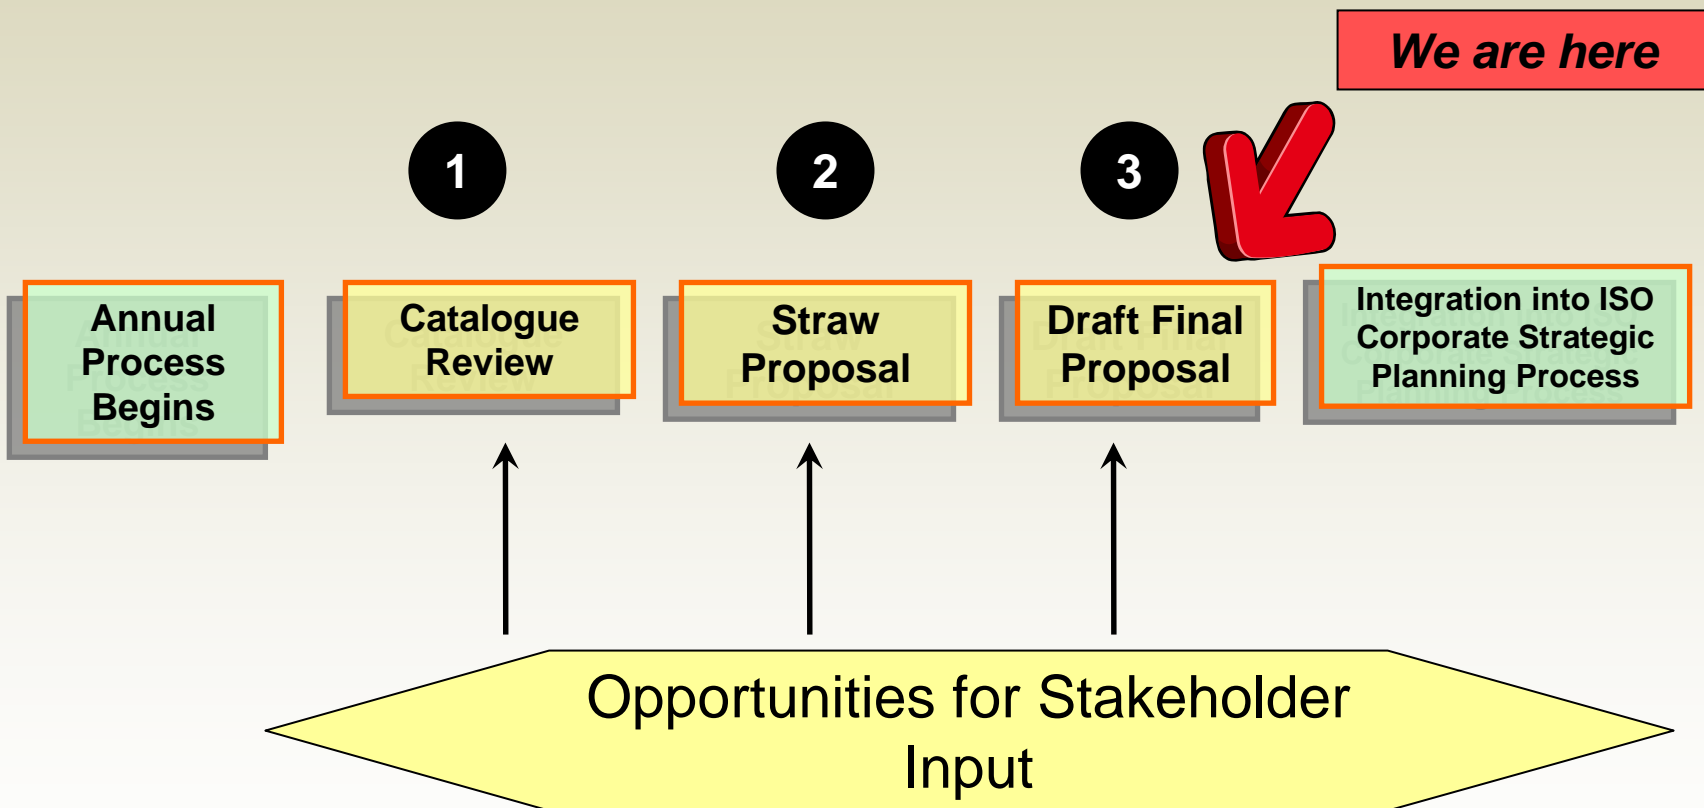 We are here
1
2
3
Annual
Process
Begins
Catalogue
Review
Straw
Proposal
Draft Final
Proposal
Integration into ISO
Corporate Strategic
Planning Process
Opportunities for Stakeholder
Input